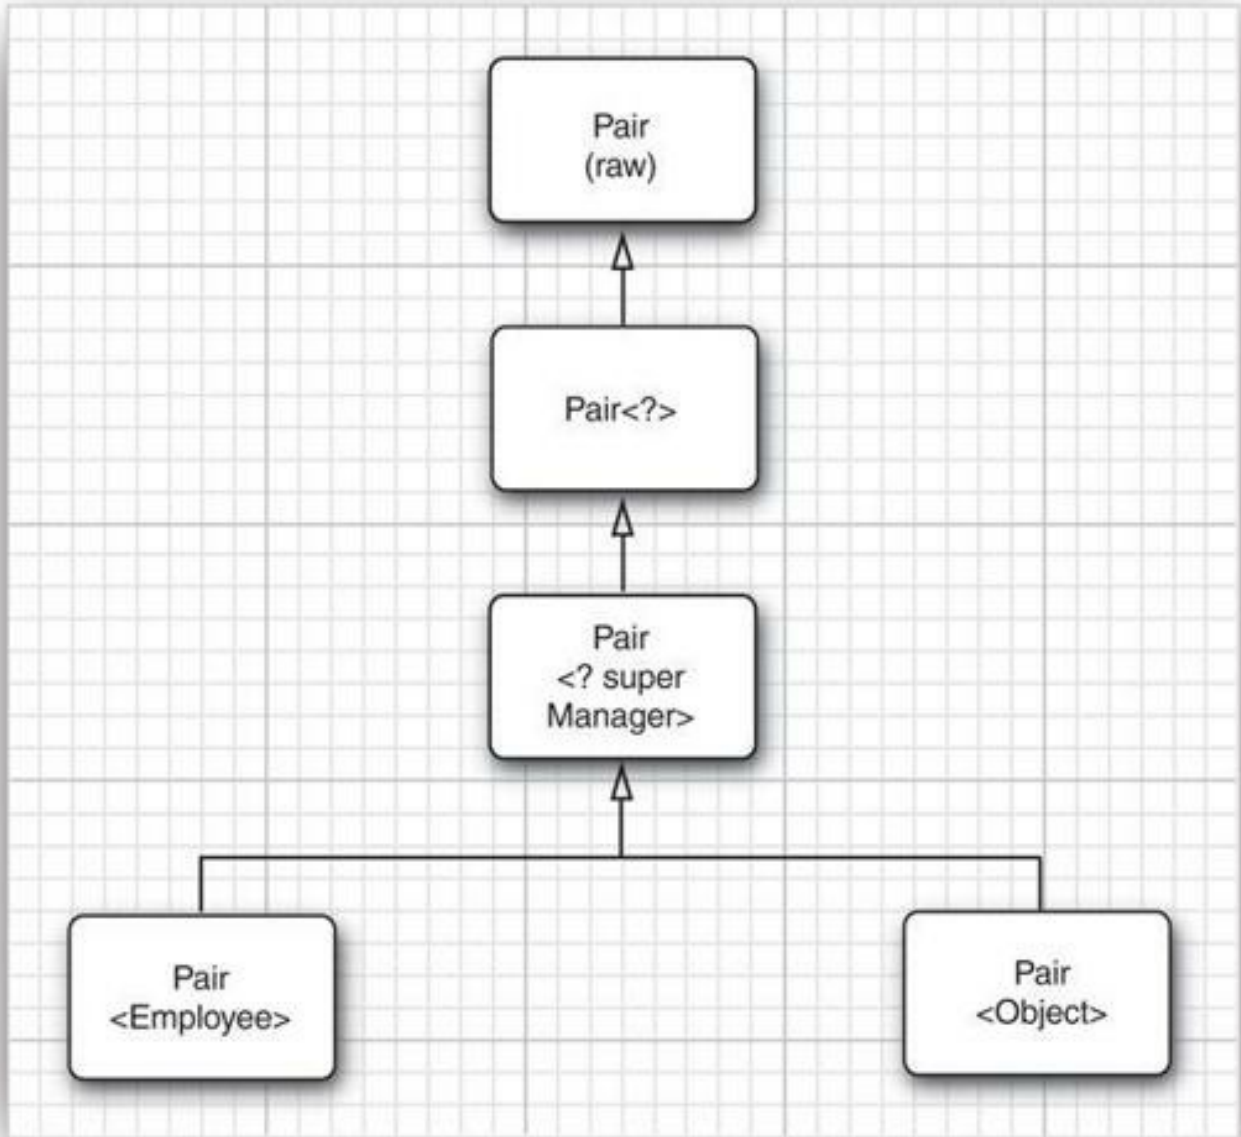 Pair
(raw)
Pair<?>
Pair
<? super
Manager>
Pair
<Employee>
Pair
<Object>